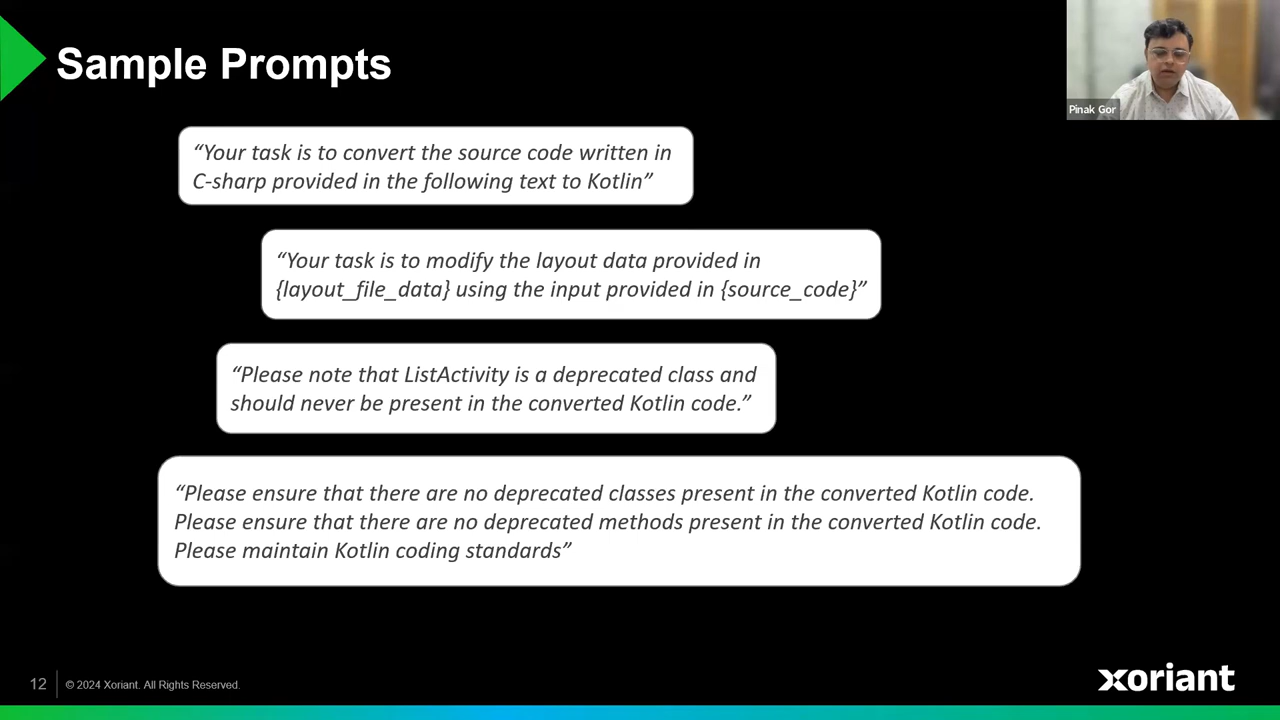 Sample Prompts
Pinak Gor
“Your task is to convert the source code written in
C-sharp provided in the following text to Kotlin”
“Your task is to modify the layout data provided in
{layout_file_data} using the input provided in {source_code}”
“Please note that ListActivity is a deprecated class and
should never be present in the converted Kotlin code.”
“Please ensure that there are no deprecated classes present in the converted Kotlin code.
Please ensure that there are no deprecated methods present in the converted Kotlin code.
Please maintain Kotlin coding standards”
12
© 2024 Xoriant. All Rights Reserved.
xoriant